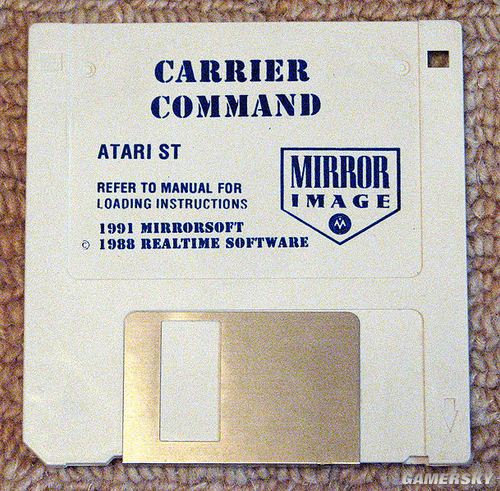 CARRIER
COMMAND
ATARI ST
REFER TO MANUAL FOR
LOADING INSTRUCTIONS
1991 MIRRORSOFT
© 1988 REALTIME SOFTWARE
MIRROR
IMAGE
M
GAMERSKY